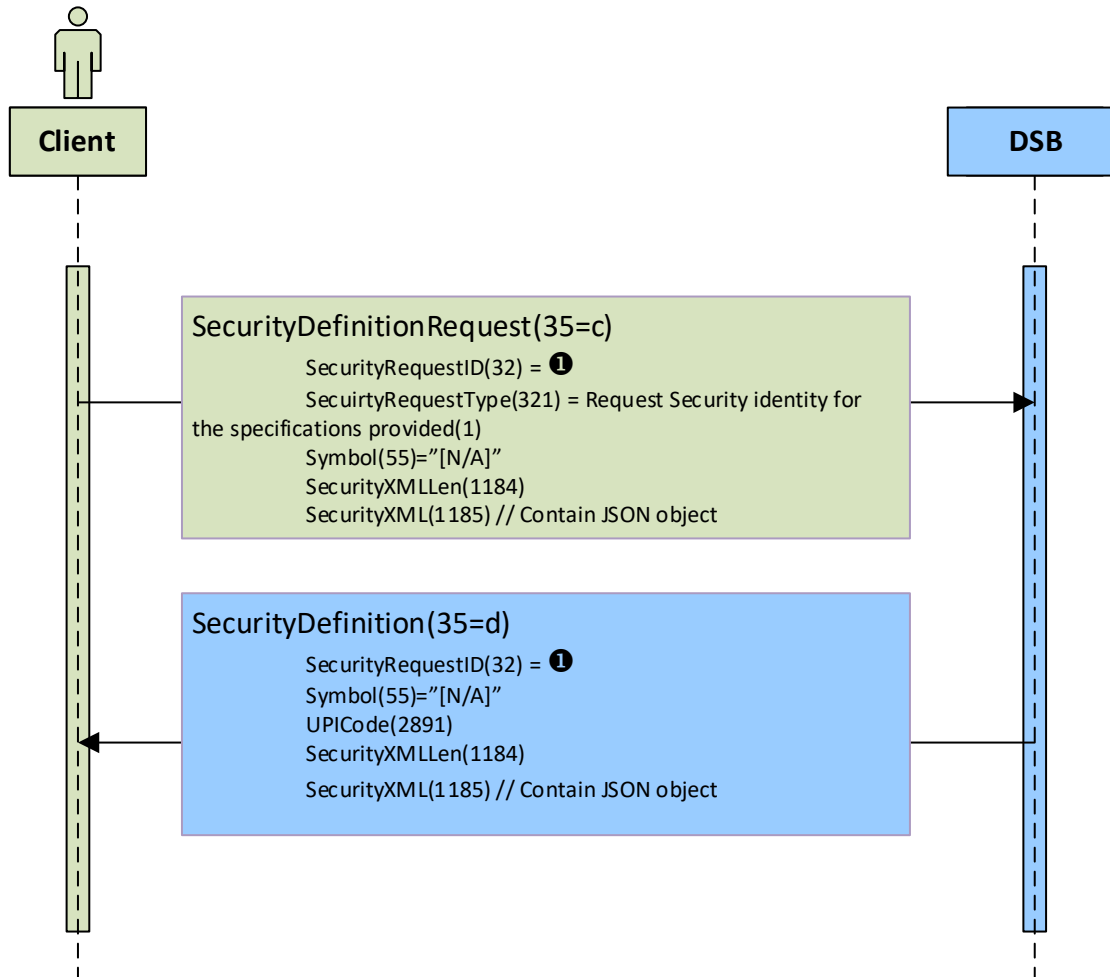 Client
DSB
SecurityDefinitionRequest(35=c)
SecurityRequestID(32) = ❶
SecuirtyRequestType(321) = Request Security identity for
the specifications provided(1)
Symbol(55)=”[N/A]”
SecurityXMLLen(1184)
SecurityXML(1185) // Contain JSON object
SecurityDefinition(35=d)
SecurityRequestID(32) = ❶
Symbol(55)=”[N/A]”
UPICode(2891)
SecurityXMLLen(1184)
SecurityXML(1185) // Contain JSON object